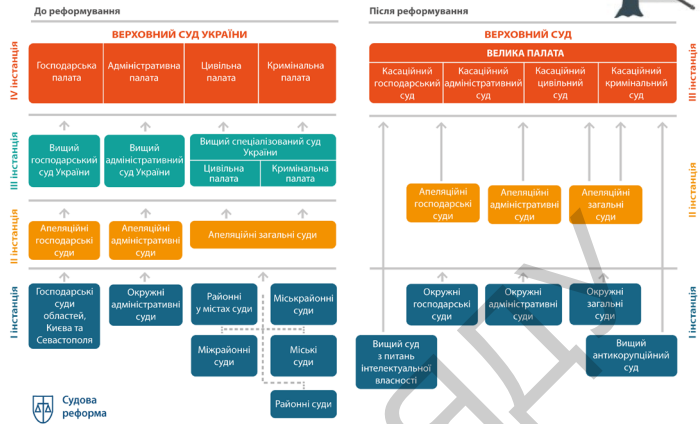 До реформування
ВЕРХОВНИЙ СУД УКРАЇНИ
IV інстанція
Господарська
палата
Адміністративна
палата
Цивільна
палата
Кримінальна
палата
III інстанція
Вищий
господарський
суд України
Вищий
адміністративний
суд України
Вищий спеціалізований суд
України
Цивільна
палата
Кримінальна
палата
II інстанція
Апеляційні
господарські
суди
Апеляційні
адміністративні
суди
Апеляційні загальні суди
I інстанція
Господарські
суди
областей,
Києва та
Севастополя
Окружні
адміністративні
суди
Районні
у містах суди
Міськрайонні
суди
Міжрайонні
суди
Міські
суди
Районні суди
Судова
реформа
Після реформування
ВЕРХОВНИЙ СУД
ВЕЛИКА ПАЛАТА
Касаційний
господарський
суд
Касаційний
адміністративний
суд
Касаційний
цивільний
суд
Касаційний
кримінальний
суд
III інстанція
Апеляційні
господарські
суди
Апеляційні
адміністративні
суди
Апеляційні
загальні
суди
II інстанція
Окружні
господарські
суди
Окружні
адміністративні
суди
Окружні
загальні
суди
I інстанція
Вищий суд
з питань
інтелектуальної
власності
Вищий
антикорупційний
суд